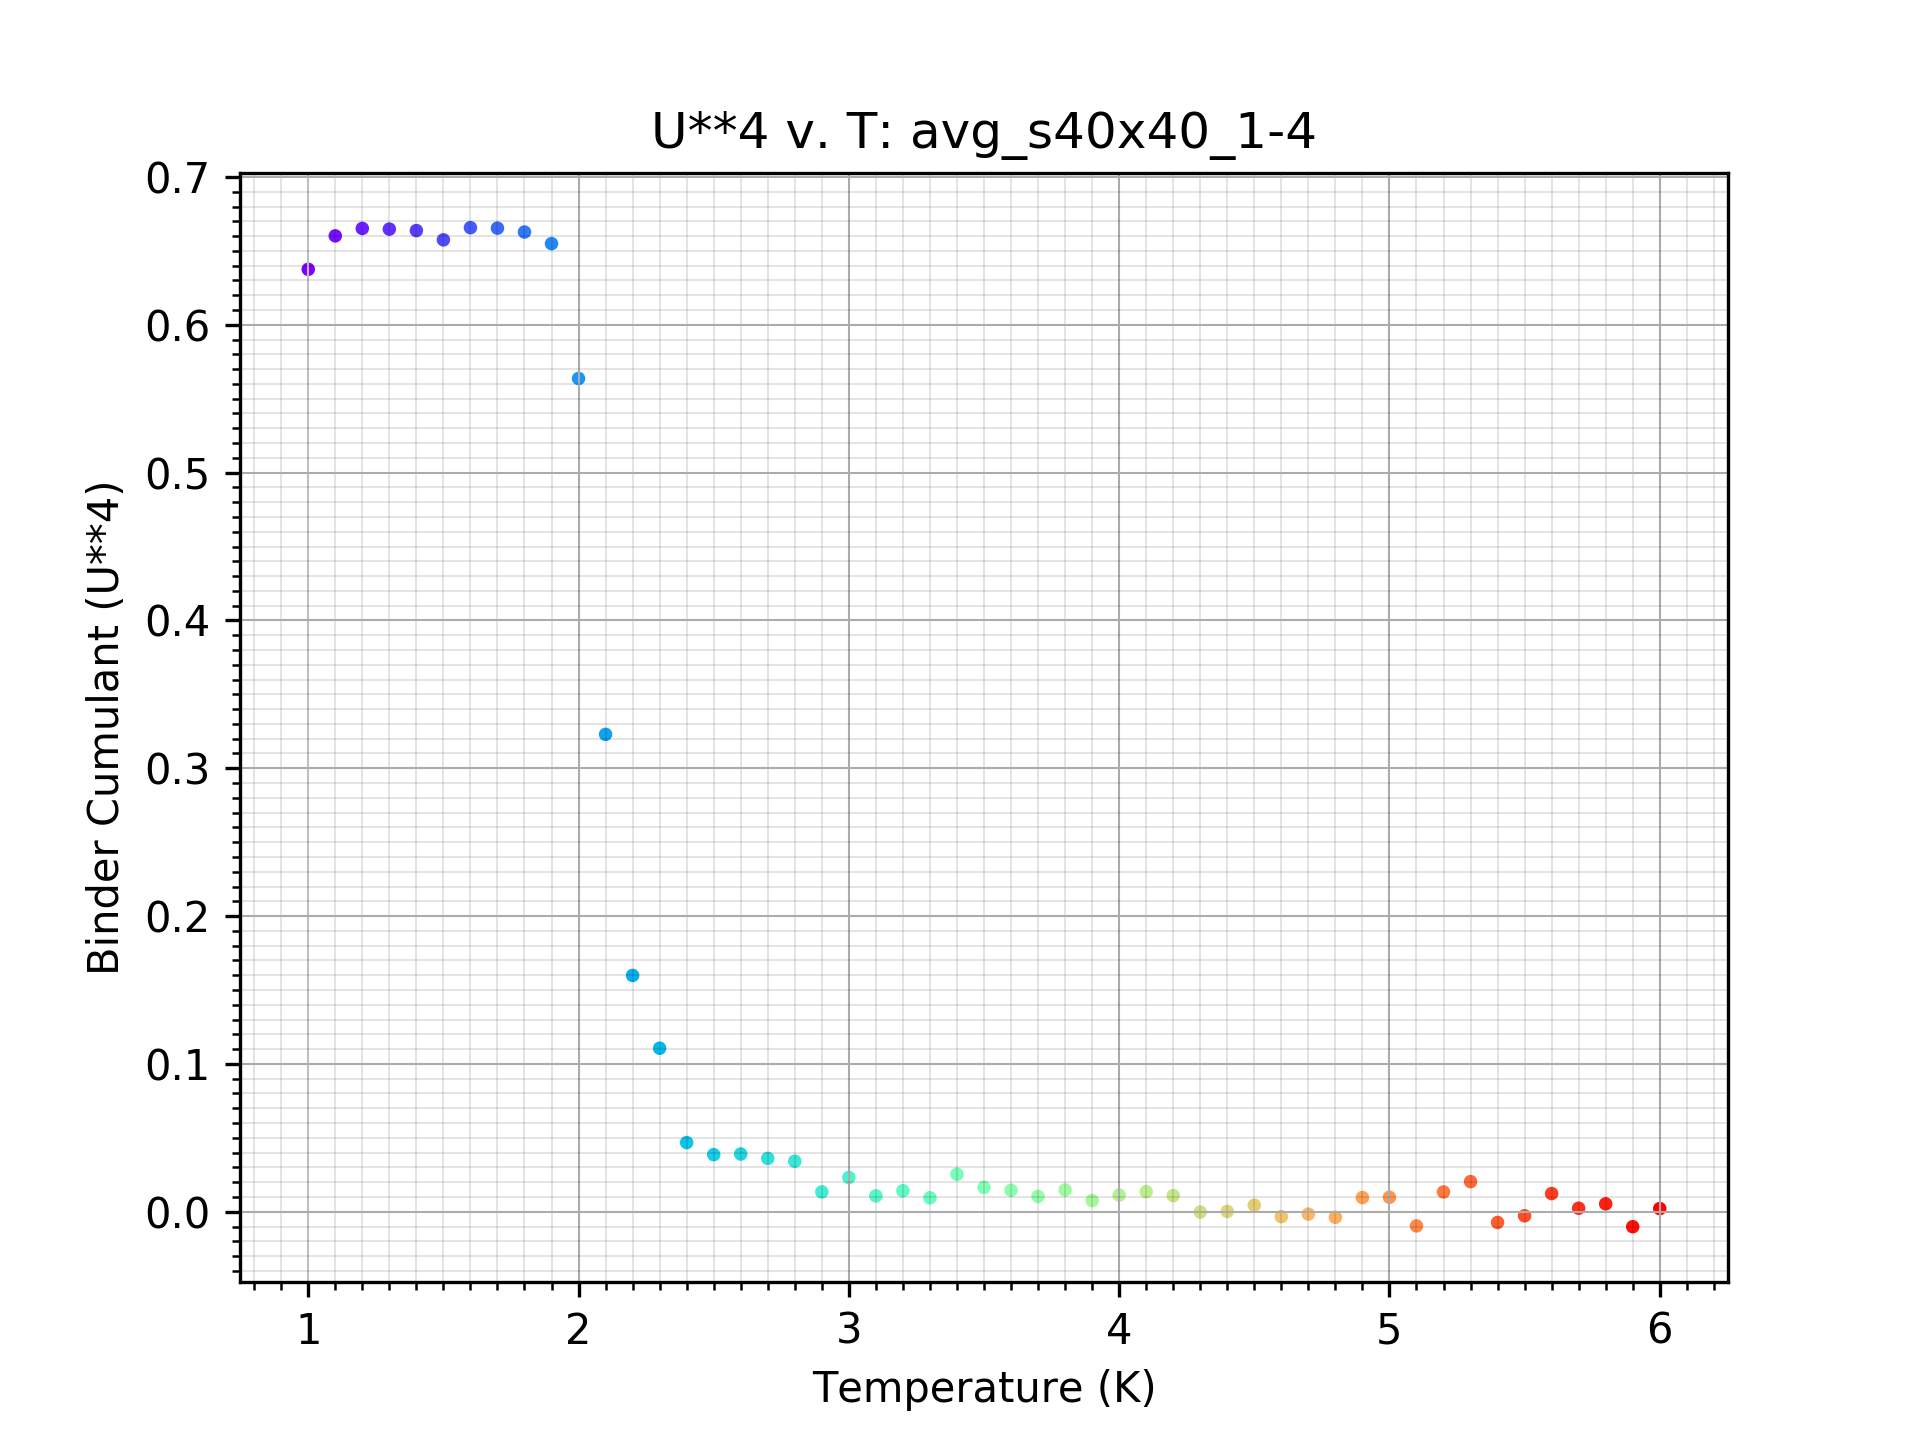 U**4 v. T: avg_s40x40_1-4
0.7
0.6
0.5
0.4
0.3
0.2
0.1
0.0
Binder Cumulant (U**4)
1 2 3 4 5 6
Temperature (K)